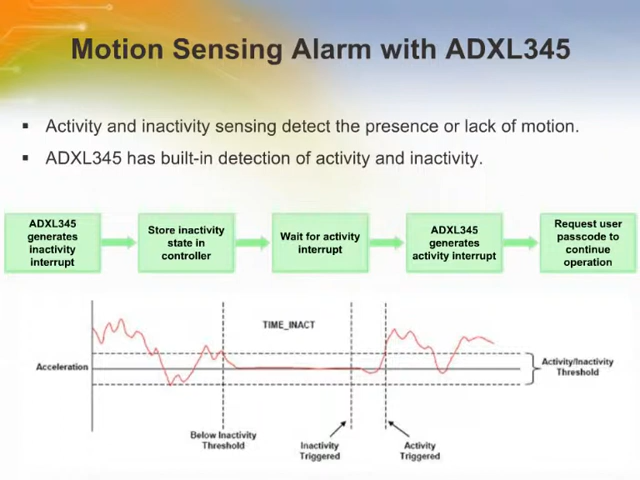 Motion Sensing Alarm with ADXL345
▪ Activity and inactivity sensing detect the presence or lack of motion.
▪ ADXL345 has built-in detection of activity and inactivity.
ADXL345
generates
inactivity
interrupt
Store inactivity
state in
controller
Wait for activity
interrupt
ADXL345
generates
activity interrupt
Request user
passcode to
continue
operation
TIME_INACT
Acceleration
Activity/Inactivity
Threshold
Below Inactivity
Threshold
Inactivity
Triggered
Activity
Triggered